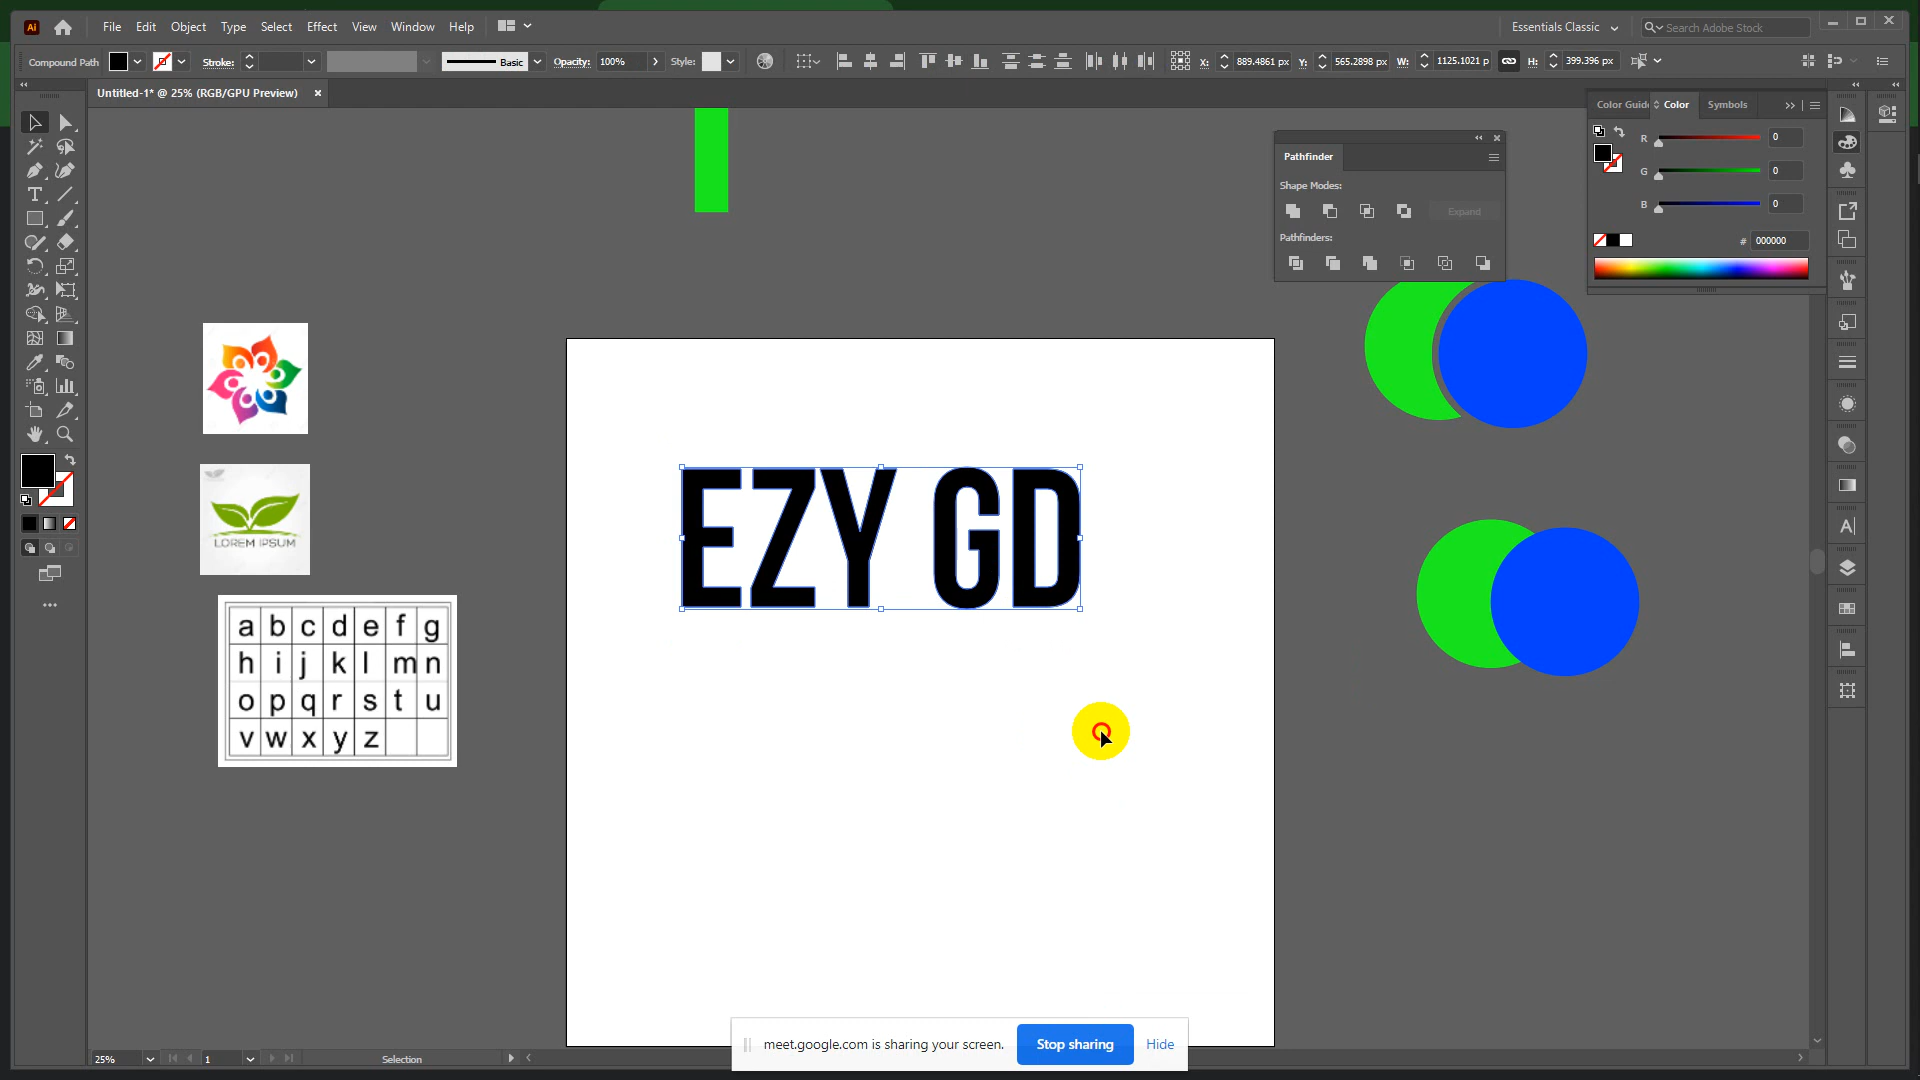 Ai
File Edit Object Type Select Effect View Window Help
Essentials Classic
Search Adobe Stock
Compound Path
Stroke:
Basic
Opacity: 100%
Style:
X: 889.4861 px Y: 565.2898 px W: 1125.1021 p H: 399.396 px
Untitled-1* @ 25% (RGB/GPU Preview) ×
Color Guide Color Symbols
R 0
G 0
B 0
# 000000
Pathfinder
Shape Modes:
Expand
Pathfinders:
EZY GD
LOREM IPSUM
a b c d e f g
h i j k l m n
o p q r s t u
v w x y z
25% 1 Selection
meet.google.com is sharing your screen. Stop sharing Hide